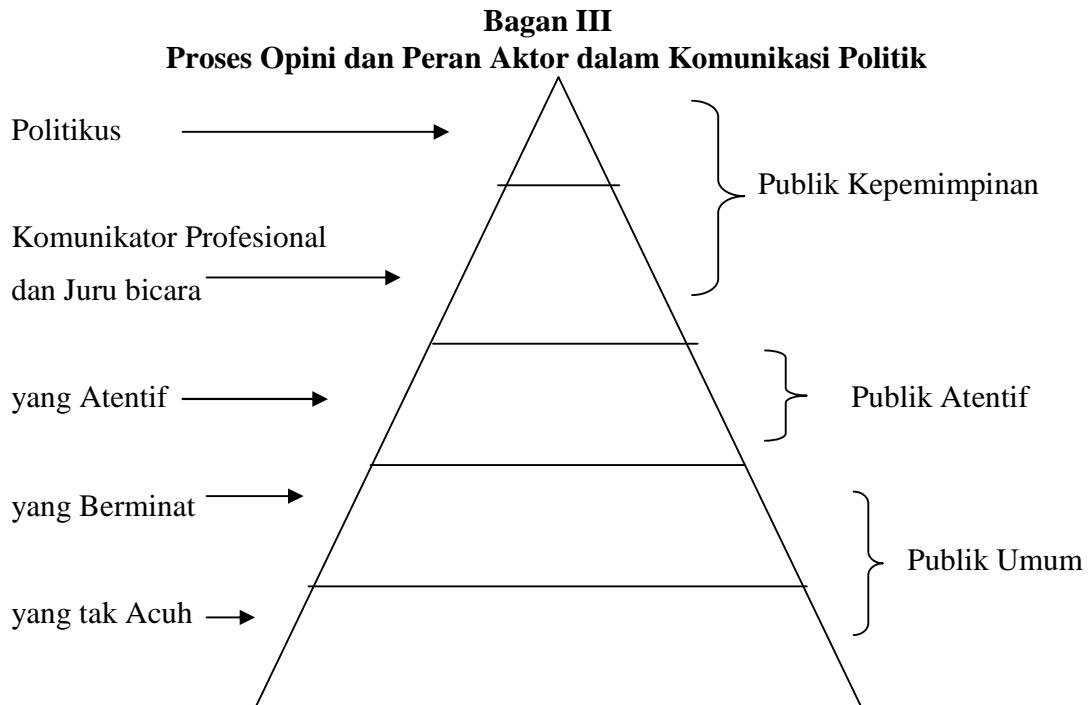 Bagan III
Proses Opini dan Peran Aktor dalam Komunikasi Politik
Politikus
Publik Kepemimpinan
Komunikator Profesional
dan Juru bicara
yang Atentif
Publik Atentif
yang Berminat
Publik Umum
yang tak Acuh